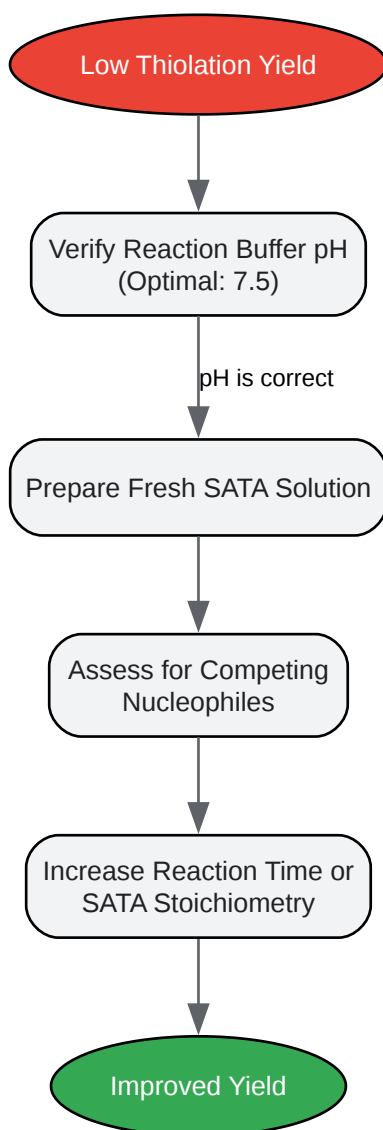 Low Thiolation Yield
Verify Reaction Buffer pH
(Optimal: 7.5)
pH is correct
Prepare Fresh SATA Solution
Assess for Competing
Nucleophiles
Increase Reaction Time or
SATA Stoichiometry
Improved Yield